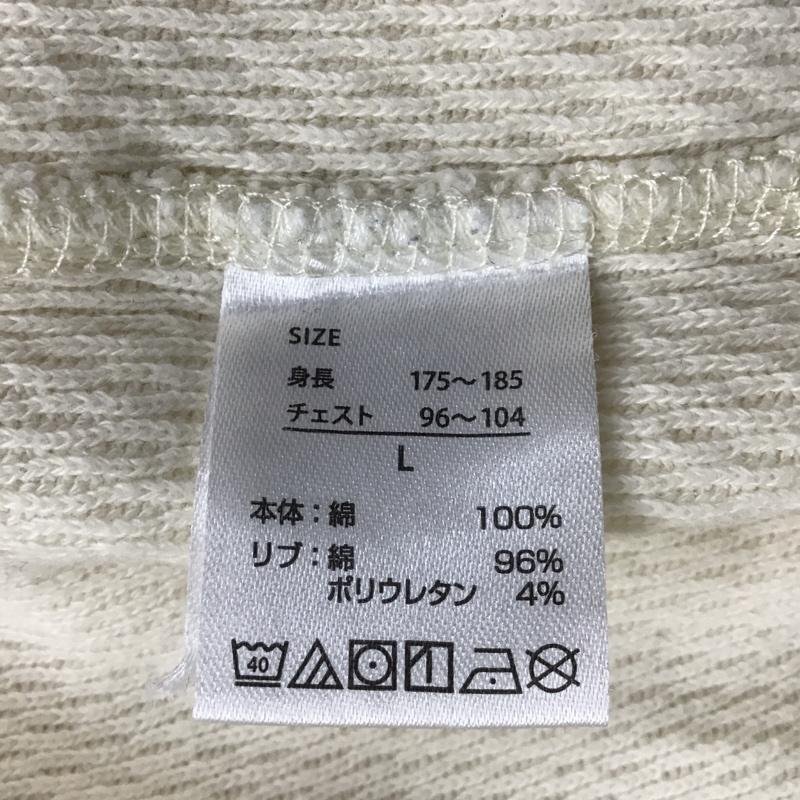 SIZE
身長 175～185
チェスト 96～104
L
本体：綿 100%
リブ：綿 96%
ポリウレタン 4%
40